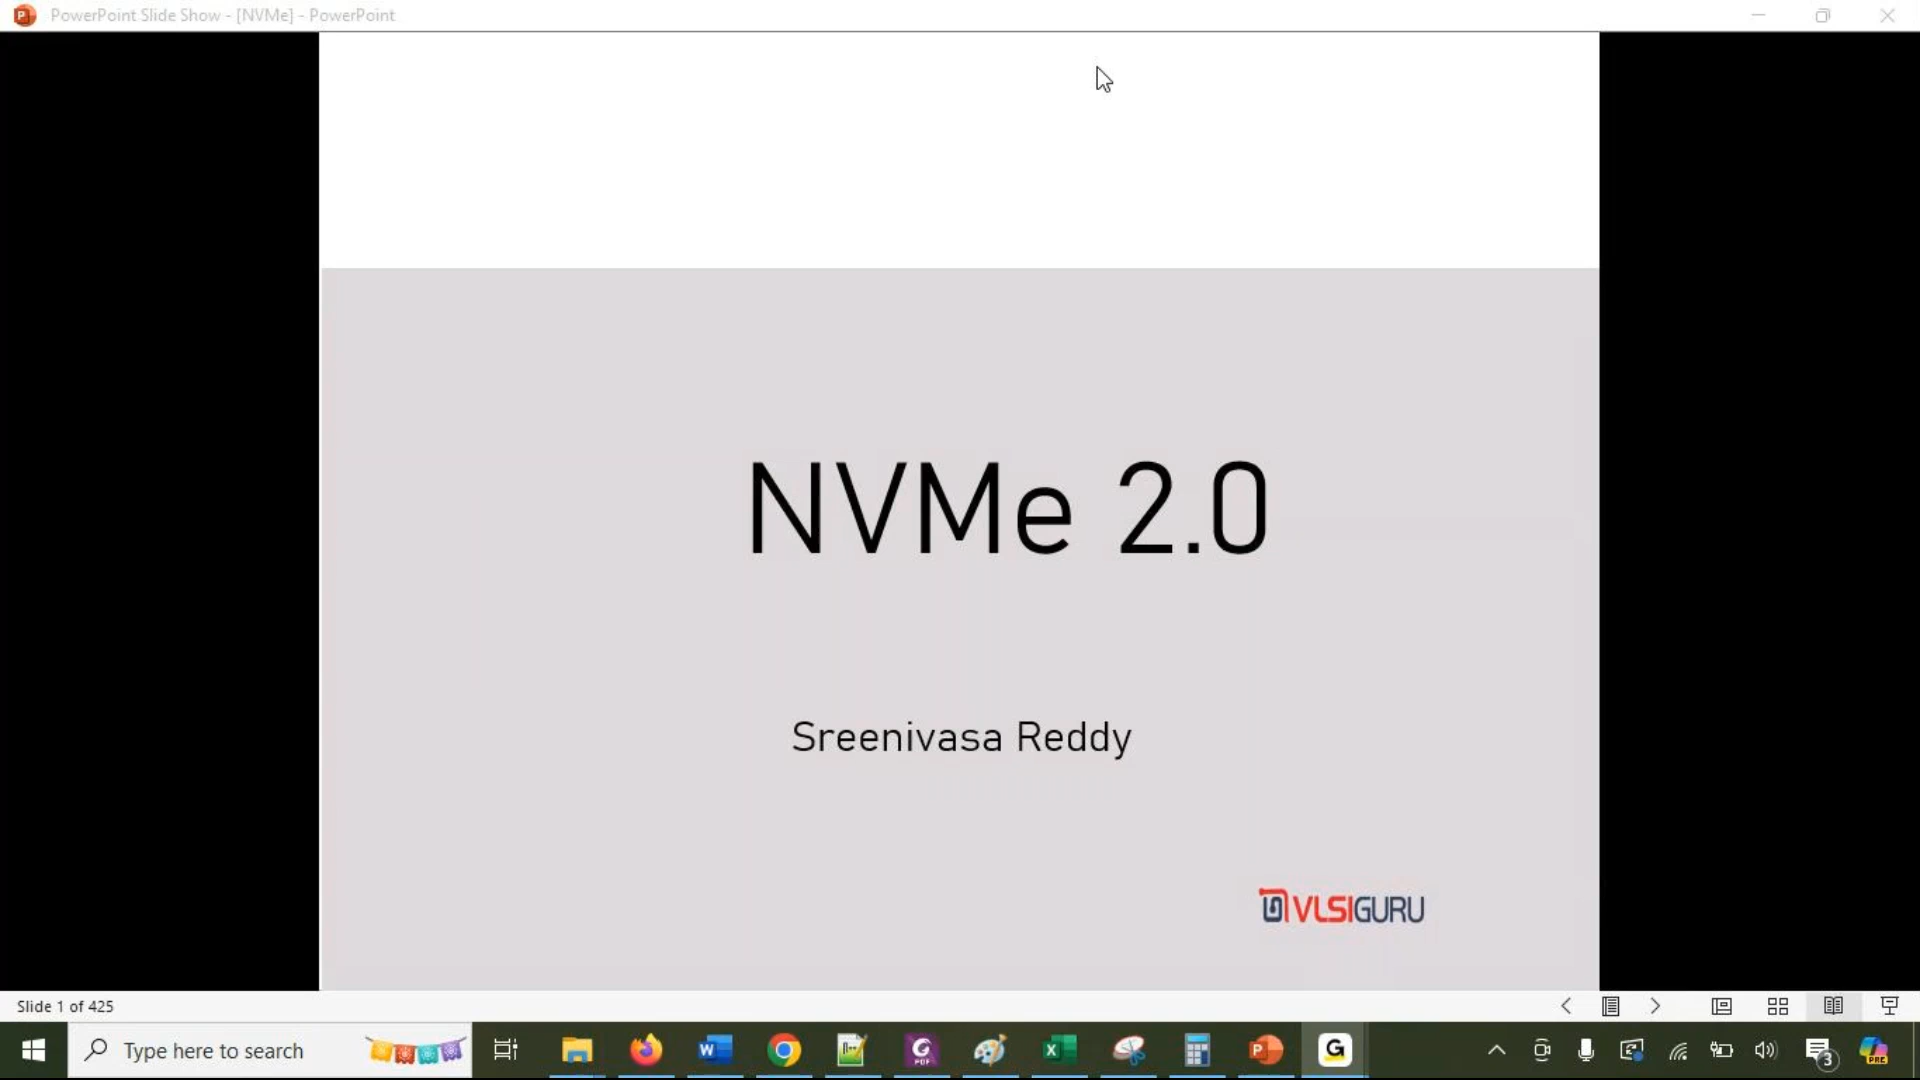 PowerPoint Slide Show - [NVMe] - PowerPoint
NVMe 2.0
Sreenivasa Reddy
VLSIGURU
Slide 1 of 425
Type here to search
3